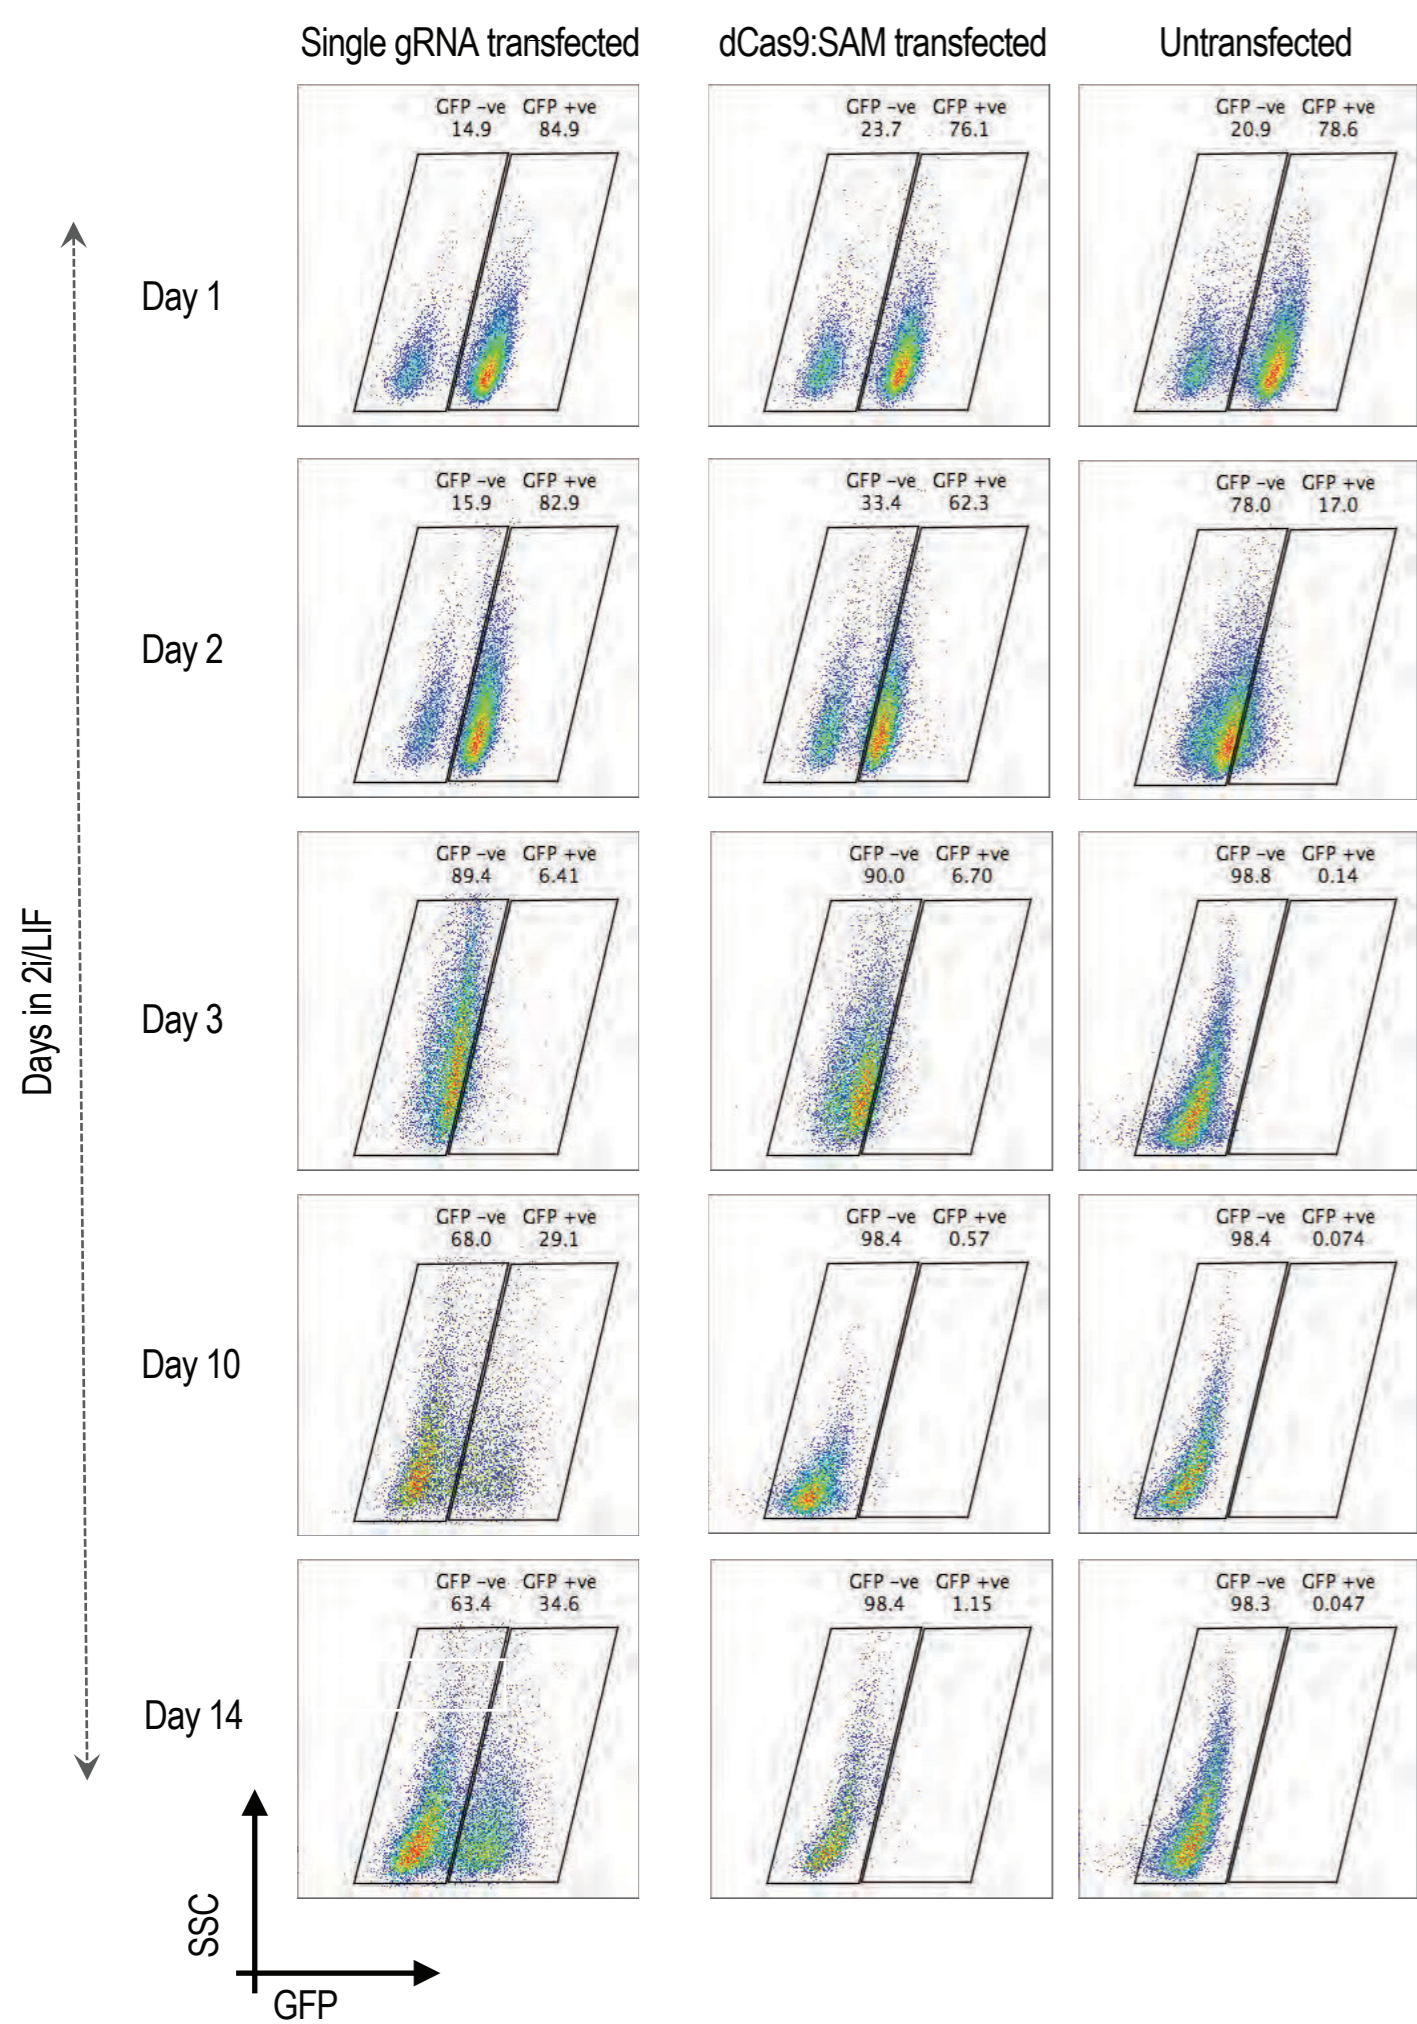 Single gRNA transfected dCas9:SAM transfected Untransfected
GFP -ve GFP +ve GFP -ve GFP +ve GFP -ve GFP +ve
14.9 84.9 23.7 76.1 20.9 78.6
Day 1
GFP -ve GFP +ve GFP -ve GFP +ve GFP -ve GFP +ve
15.9 82.9 33.4 62.3 78.0 17.0
Day 2
GFP -ve GFP +ve GFP -ve GFP +ve GFP -ve GFP +ve
89.4 6.41 90.0 6.70 98.8 0.14
Day 3
Days in 2i/LIF
GFP -ve GFP +ve GFP -ve GFP +ve GFP -ve GFP +ve
68.0 29.1 98.4 0.57 98.4 0.074
Day 10
GFP -ve GFP +ve GFP -ve GFP +ve GFP -ve GFP +ve
63.4 34.6 98.4 1.15 98.3 0.047
Day 14
SSC
GFP